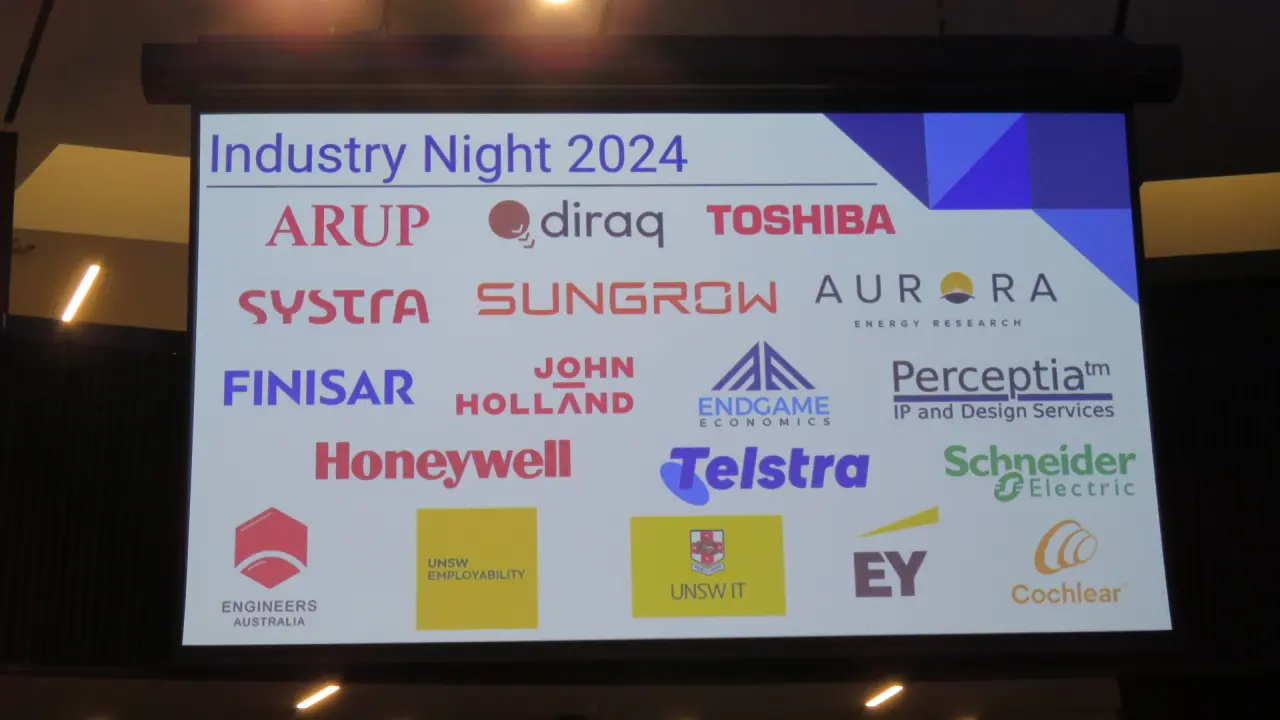 Industry Night 2024
ARUP
diraq
TOSHIBA
SYSTRA
SUNGROW
AURORA
ENERGY RESEARCH
FINISAR
JOHN
HOLLAND
ENDGAME
ECONOMICS
Perceptia™
IP and Design Services
Honeywell
Telstra
Schneider
Electric
ENGINEERS
AUSTRALIA
UNSW
EMPLOYABILITY
UNSW IT
EY
Cochlear